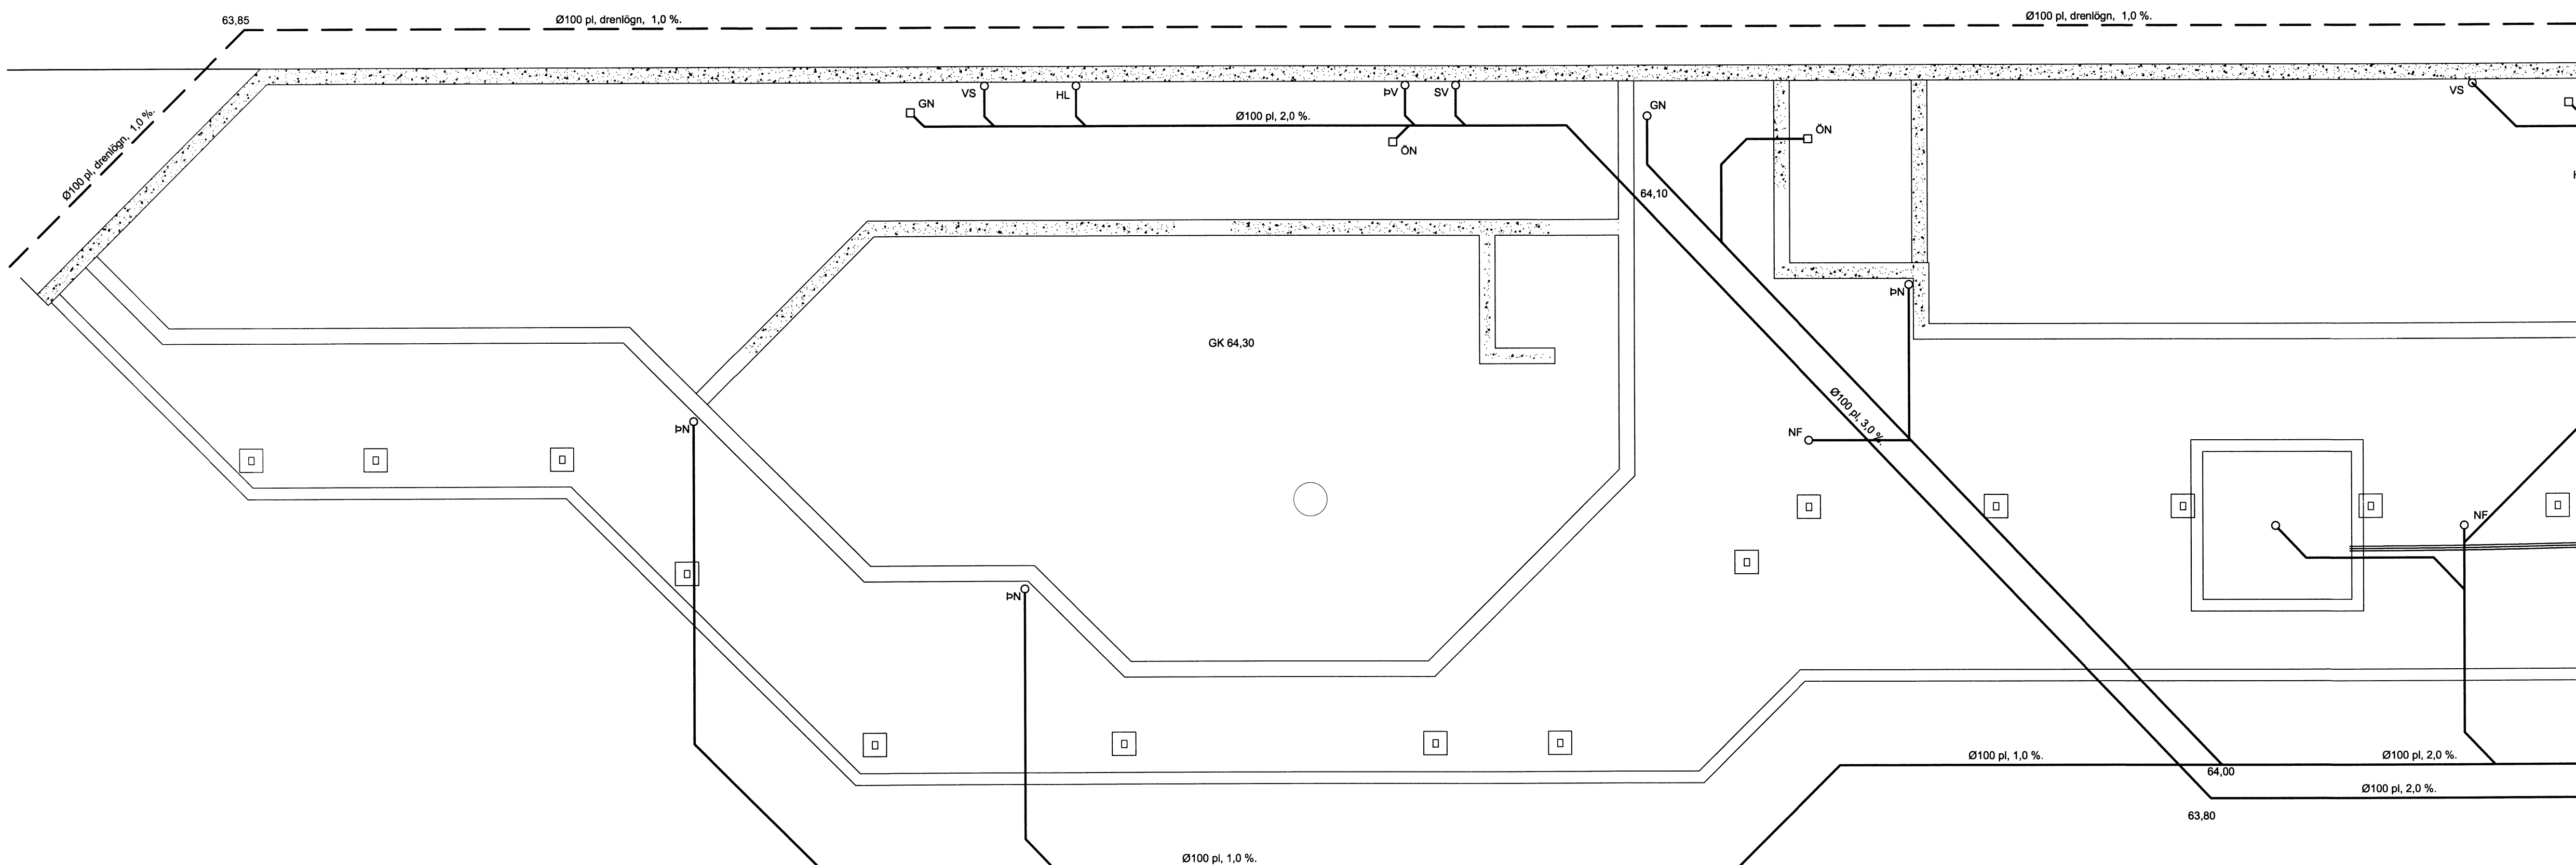 63,85
Ø100 pl, drenlögn, 1,0 %.
Ø100 pl, drenlögn, 1,0 %.
Ø100 pl, drenlögn, 1,0 %.
GN
VS
HL
Ø100 pl, 2,0 %.
ÞV
SV
ÖN
GN
ÖN
VS
64,10
ÞN
GK 64,30
Ø100 pl, 3,0 %.
ÞN
NF
NF
ÞN
Ø100 pl, 1,0 %.
Ø100 pl, 2,0 %.
64,00
Ø100 pl, 2,0 %.
63,80
Ø100 pl, 1,0 %.